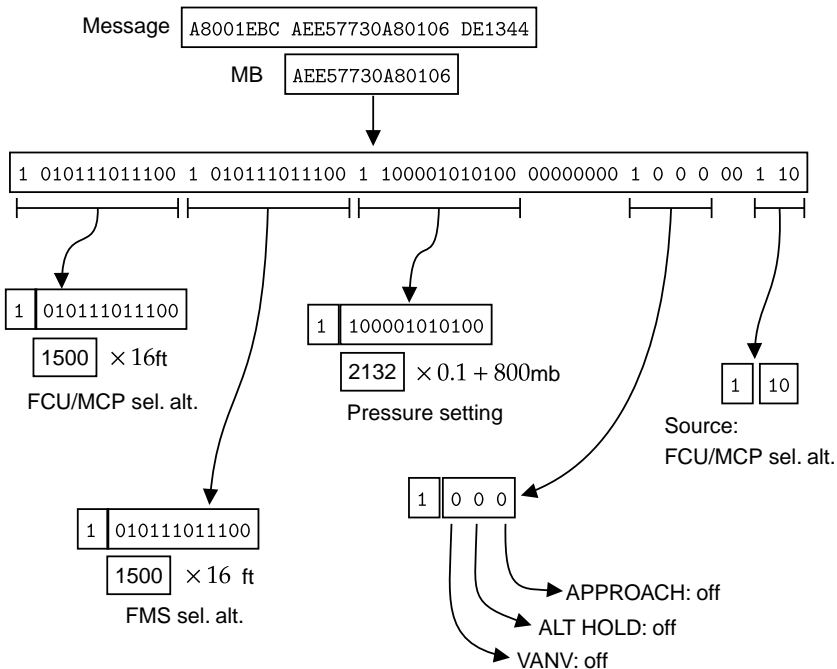 Message A8001EBC AEE57730A80106 DE1344
MB AEE57730A80106
1 010111011100 1 010111011100 1 100001010100 00000000 1 0 0 0 00 1 10
1 010111011100
1500 × 16ft
FCU/MCP sel. alt.
1 100001010100
2132 × 0.1 + 800mb
Pressure setting
1 10
Source:
FCU/MCP sel. alt.
1 010111011100
1500 × 16 ft
FMS sel. alt.
1 0 0 0
APPROACH: off
ALT HOLD: off
VANV: off